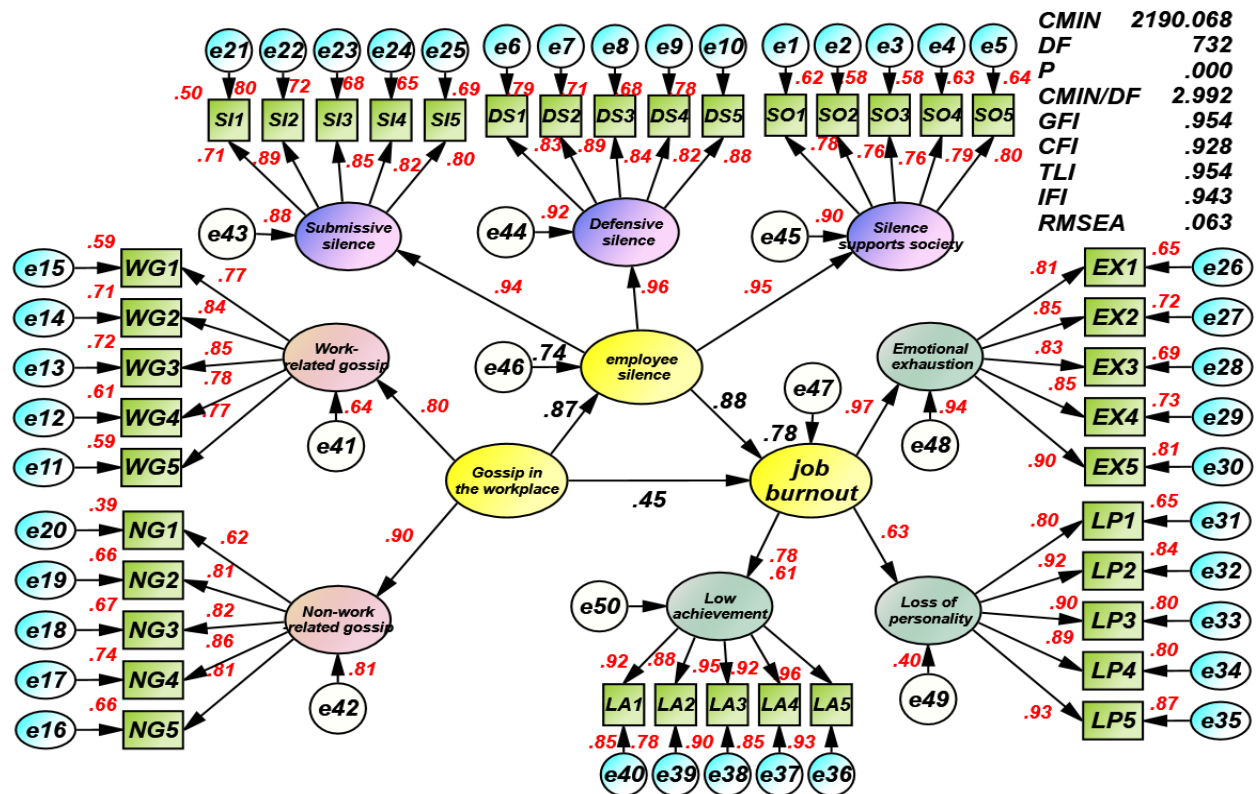 e21 e22 e23 e24 e25 e6 e7 e8 e9 e10 e1 e2 e3 e4 e5
CMIN 2190.068
DF 732
P .000
CMIN/DF 2.992
GFI .954
CFI .928
TLI .954
IFI .943
RMSEA .063
.50 .80 .72 .68 .65 .69 .79 .71 .68 .78 .62 .58 .58 .63 .64
SI1 SI2 SI3 SI4 SI5 DS1 DS2 DS3 DS4 DS5 SO1 SO2 SO3 SO4 SO5
.71 .89 .85 .82 .80 .83 .89 .84 .82 .88 .78 .76 .76 .79 .80
e43 .88 Submissive
silence
e44 .92 Defensive
silence
e45 .90 Silence
supports society
.94 .96 .95
e15 .59 WG1 .77
e14 .71 WG2 .84
e13 .72 WG3 .85
e12 .61 WG4 .78
e11 .59 WG5 .77
Work-
related gossip
.64
e41
.80
e46 .74 employee
silence
.87
.88
e47
.78
Emotional
exhaustion
.97
.94
e48
.81 EX1 .65 e26
.85 EX2 .72 e27
.83 EX3 .69 e28
.85 EX4 .73 e29
.90 EX5 .81 e30
Gossip in
the workplace
.45
job
burnout
e20 .39 NG1 .62
e19 .66 NG2 .81
e18 .67 NG3 .82
e17 .74 NG4 .86
e16 .66 NG5 .81
.90
Non-work
-related gossip
.81
e42
.78
.61
e50 Low
achievement
.63
Loss of
personality
.40
e49
.80 LP1 .65 e31
.92 LP2 .84 e32
.90 LP3 .80 e33
.89 LP4 .80 e34
.93 LP5 .87 e35
.92 .88 .95 .92 .96
LA1 LA2 LA3 LA4 LA5
.85 .78 .90 .85 .93
e40 e39 e38 e37 e36